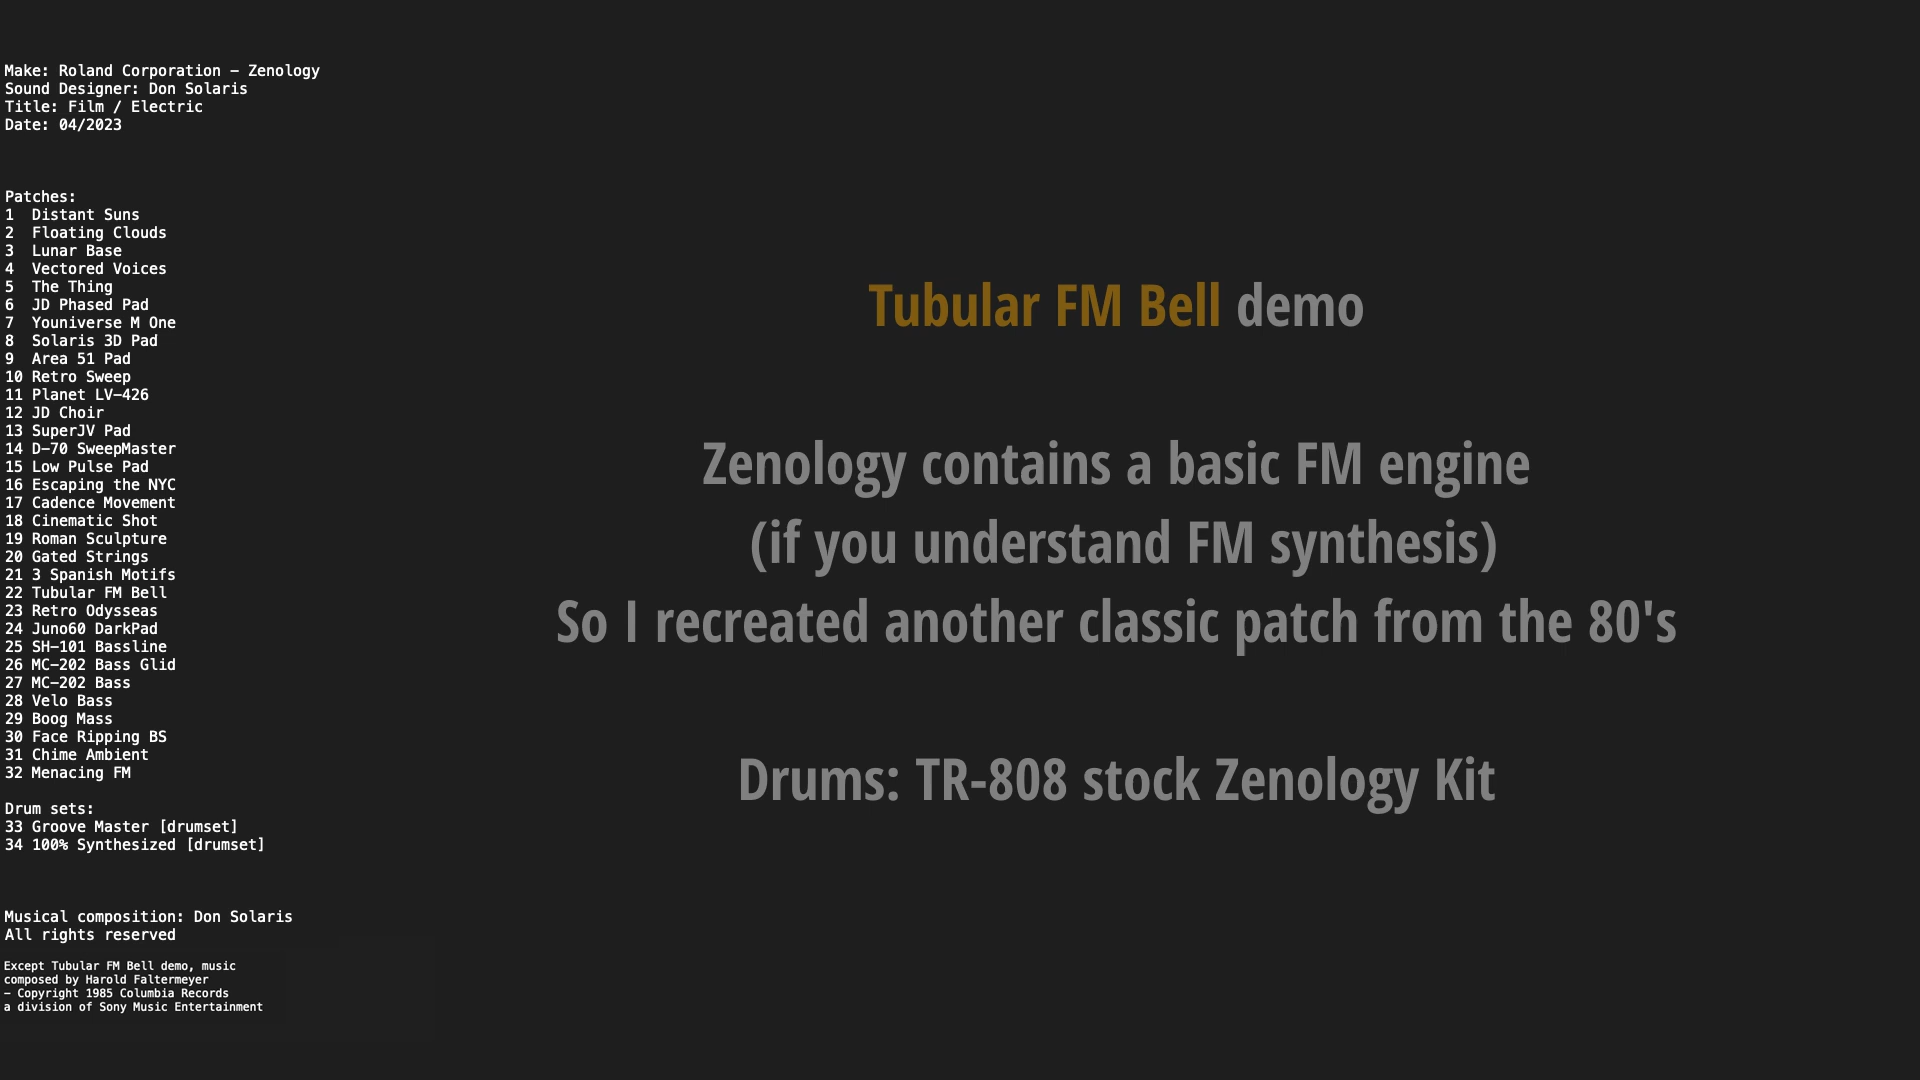 Make: Roland Corporation – Zenology
Sound Designer: Don Solaris
Title: Film / Electric
Date: 04/2023
Patches:
1 Distant Suns
2 Floating Clouds
3 Lunar Base
4 Vectored Voices
5 The Thing
6 JD Phased Pad
7 Youniverse M One
8 Solaris 3D Pad
9 Area 51 Pad
10 Retro Sweep
11 Planet LV–426
12 JD Choir
13 SuperJV Pad
14 D–70 SweepMaster
15 Low Pulse Pad
16 Escaping the NYC
17 Cadence Movement
18 Cinematic Shot
19 Roman Sculpture
20 Gated Strings
21 3 Spanish Motifs
22 Tubular FM Bell
23 Retro Odysseas
24 Juno60 DarkPad
25 SH–101 Bassline
26 MC–202 Bass Glid
27 MC–202 Bass
28 Velo Bass
29 Boog Mass
30 Face Ripping BS
31 Chime Ambient
32 Menacing FM
Drum sets:
33 Groove Master [drumset]
34 100% Synthesized [drumset]
Musical composition: Don Solaris
All rights reserved
Except Tubular FM Bell demo, music
composed by Harold Faltermeyer
– Copyright 1985 Columbia Records
a division of Sony Music Entertainment
Tubular FM Bell demo
Zenology contains a basic FM engine
(if you understand FM synthesis)
So I recreated another classic patch from the 80's
Drums: TR-808 stock Zenology Kit